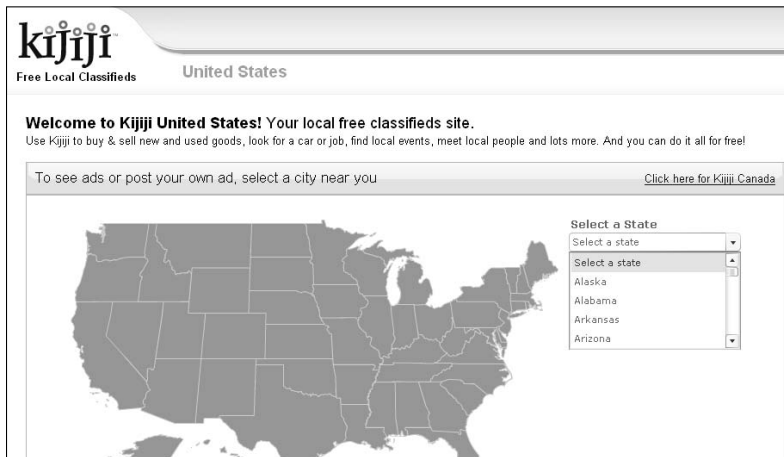 kijiji™
Free Local Classifieds
United States
Welcome to Kijiji United States! Your local free classifieds site.
Use Kijiji to buy & sell new and used goods, look for a car or job, find local events, meet local people and lots more. And you can do it all for free!
To see ads or post your own ad, select a city near you
Click here for Kijiji Canada
Select a State
Select a state
Select a state
Alaska
Alabama
Arkansas
Arizona